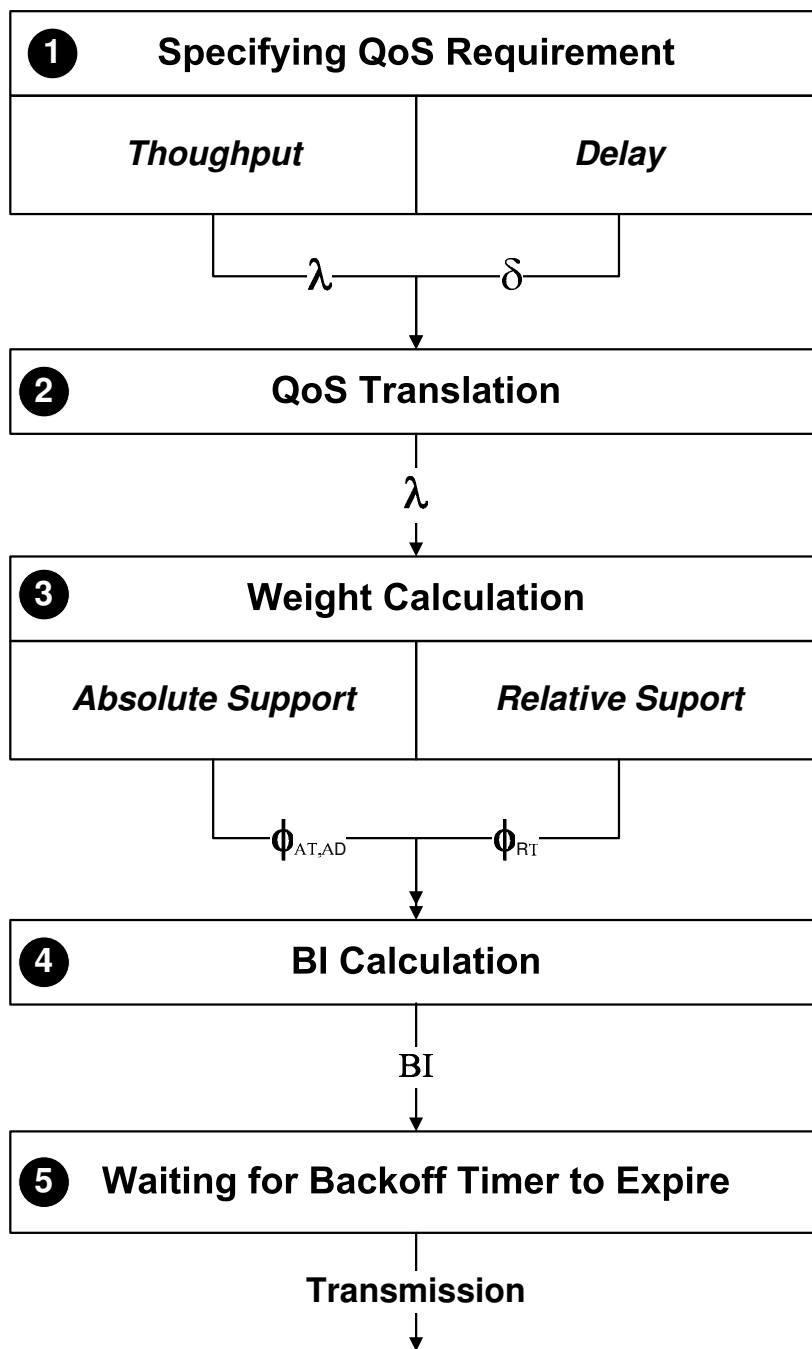 1 Specifying QoS Requirement
Thoughput Delay
λ δ
2 QoS Translation
λ
3 Weight Calculation
Absolute Support Relative Suport
ϕAT,AD ϕRT
4 BI Calculation
BI
5 Waiting for Backoff Timer to Expire
Transmission